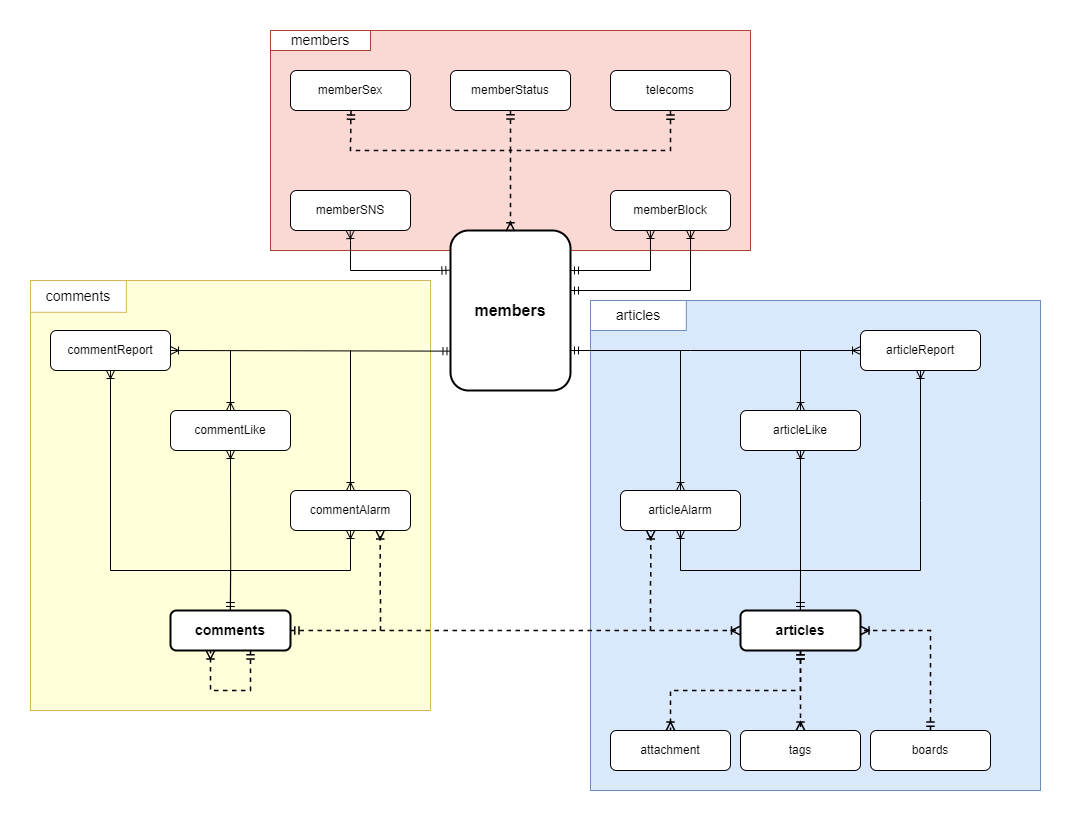 members
memberSex
memberStatus
telecoms
memberSNS
memberBlock
members
comments
articles
commentReport
articleReport
commentLike
articleLike
commentAlarm
articleAlarm
comments
articles
attachment
tags
boards